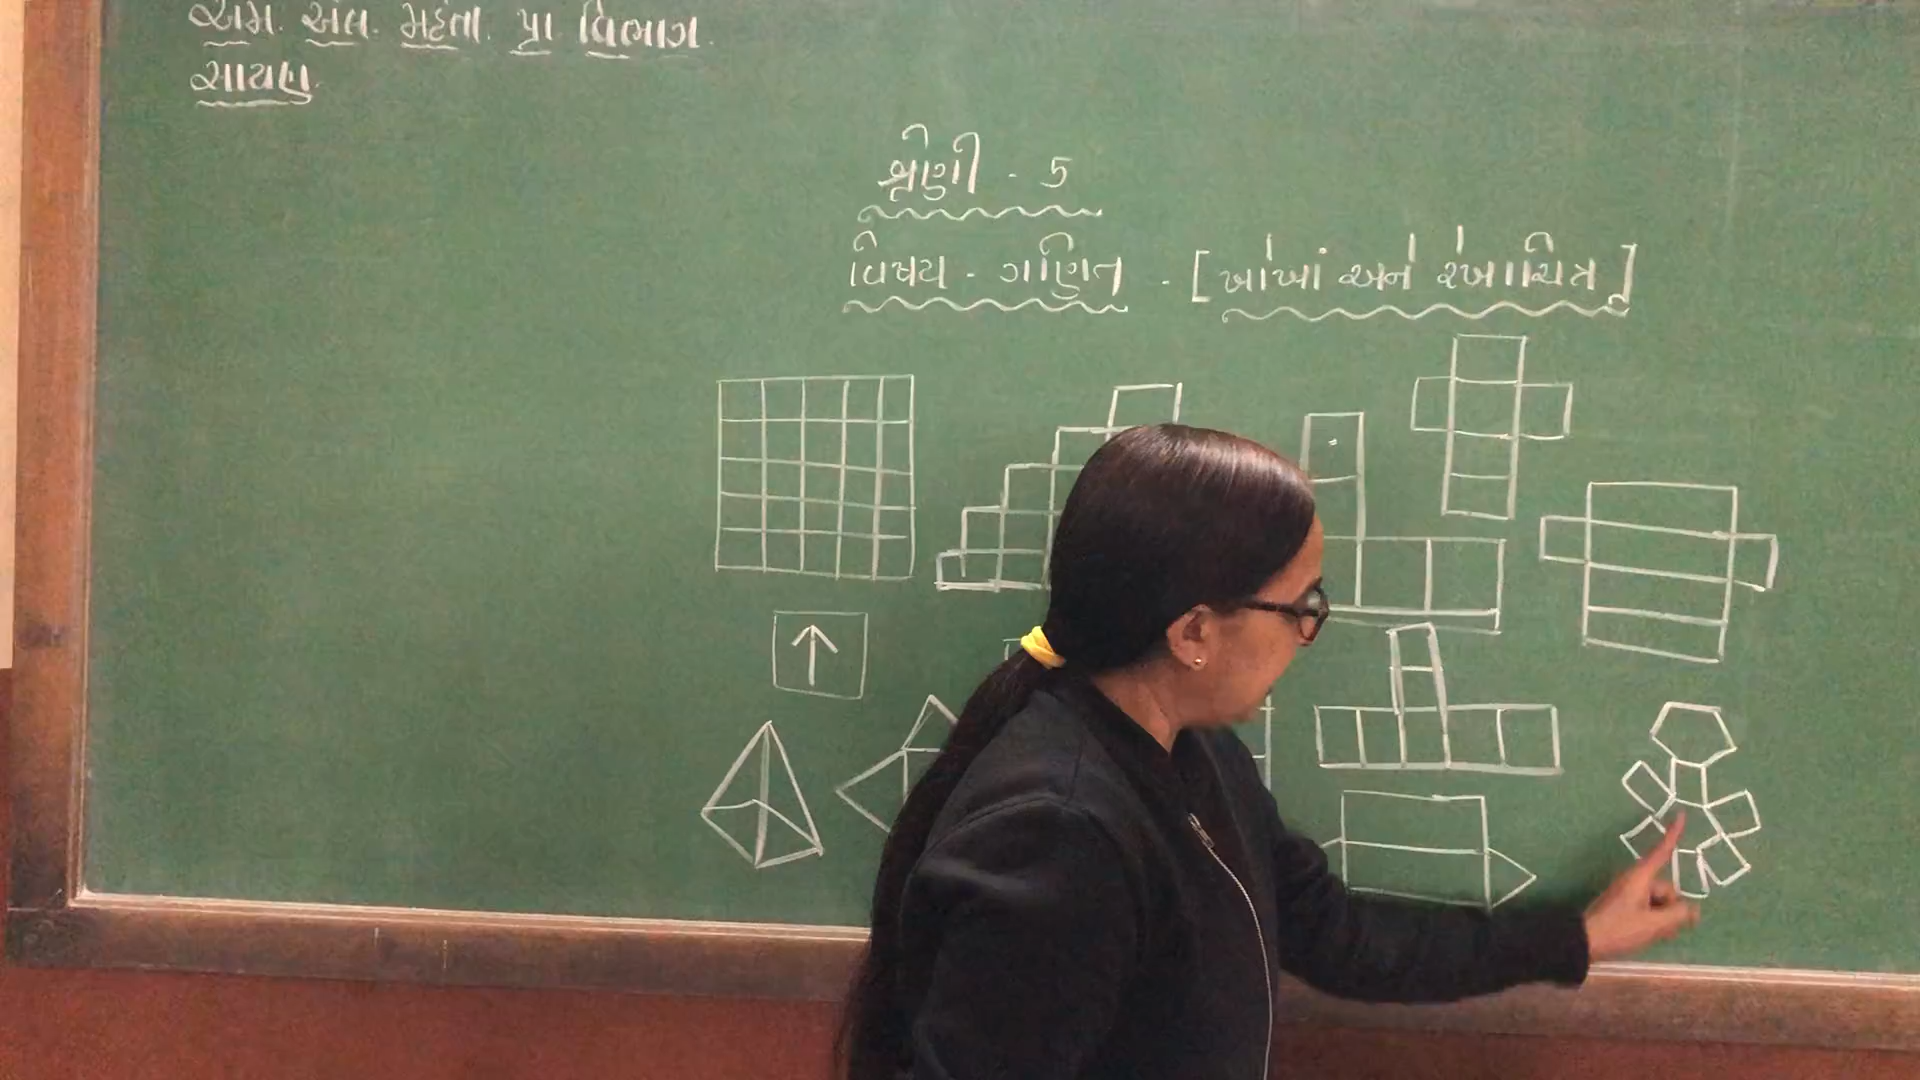 એમ. એલ. મહેતા. પ્રા. વિભાગ.
સાયણ.
શ્રેણી - 5
વિષય - ગણિત - [ખોખાં અને રેખાચિત્ર]